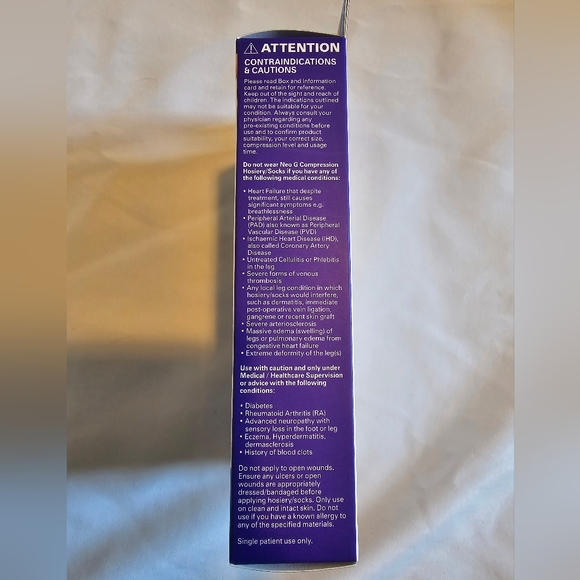 ⚠ ATTENTION
CONTRAINDICATIONS
& CAUTIONS
Please read Box and information
card and retain for reference.
Keep out of the sight and reach of
children. The indications outlined
may not be suitable for your
condition. Always consult your
physician regarding any
pre-existing conditions before
use and to confirm product
suitability, your correct size,
compression level and usage
time.
Do not wear Neo G Compression
Hosiery/Socks if you have any of
the following medical conditions:
• Heart Failure that despite
treatment, still causes
significant symptoms e.g.
breathlessness
• Peripheral Arterial Disease
(PAD) also known as Peripheral
Vascular Disease (PVD)
• Ischaemic Heart Disease (IHD),
also called Coronary Artery
Disease
• Untreated Cellulitis or Phlebitis
in the leg
• Severe forms of venous
thrombosis
• Any local leg condition in which
hosiery/socks would interfere,
such as dermatitis, immediate
post-operative vein ligation,
gangrene or recent skin graft
• Severe arteriosclerosis
• Massive edema (swelling) of
legs or pulmonary edema from
congestive heart failure
• Extreme deformity of the leg(s)
Use with caution and only under
Medical / Healthcare Supervision
or advice with the following
conditions:
• Diabetes
• Rheumatoid Arthritis (RA)
• Advanced neuropathy with
sensory loss in the foot or leg
• Eczema, Hyperdermatitis,
dermasclerosis
• History of blood clots
Do not apply to open wounds.
Ensure any ulcers or open
wounds are appropriately
dressed/bandaged before
applying hosiery/socks. Only use
on clean and intact skin. Do not
use if you have a known allergy to
any of the specified materials.
Single patient use only.